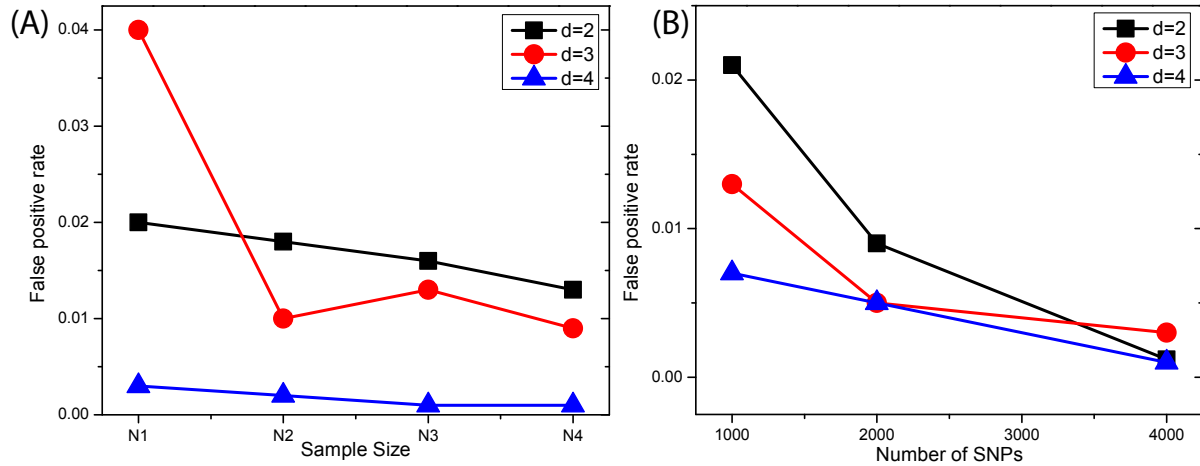 (A)
0.04
0.03
0.02
0.01
0.00
False positive rate
d=2
d=3
d=4
N1 N2 N3 N4
Sample Size
(B)
0.02
0.01
0.00
False positive rate
d=2
d=3
d=4
1000 2000 3000 4000
Number of SNPs